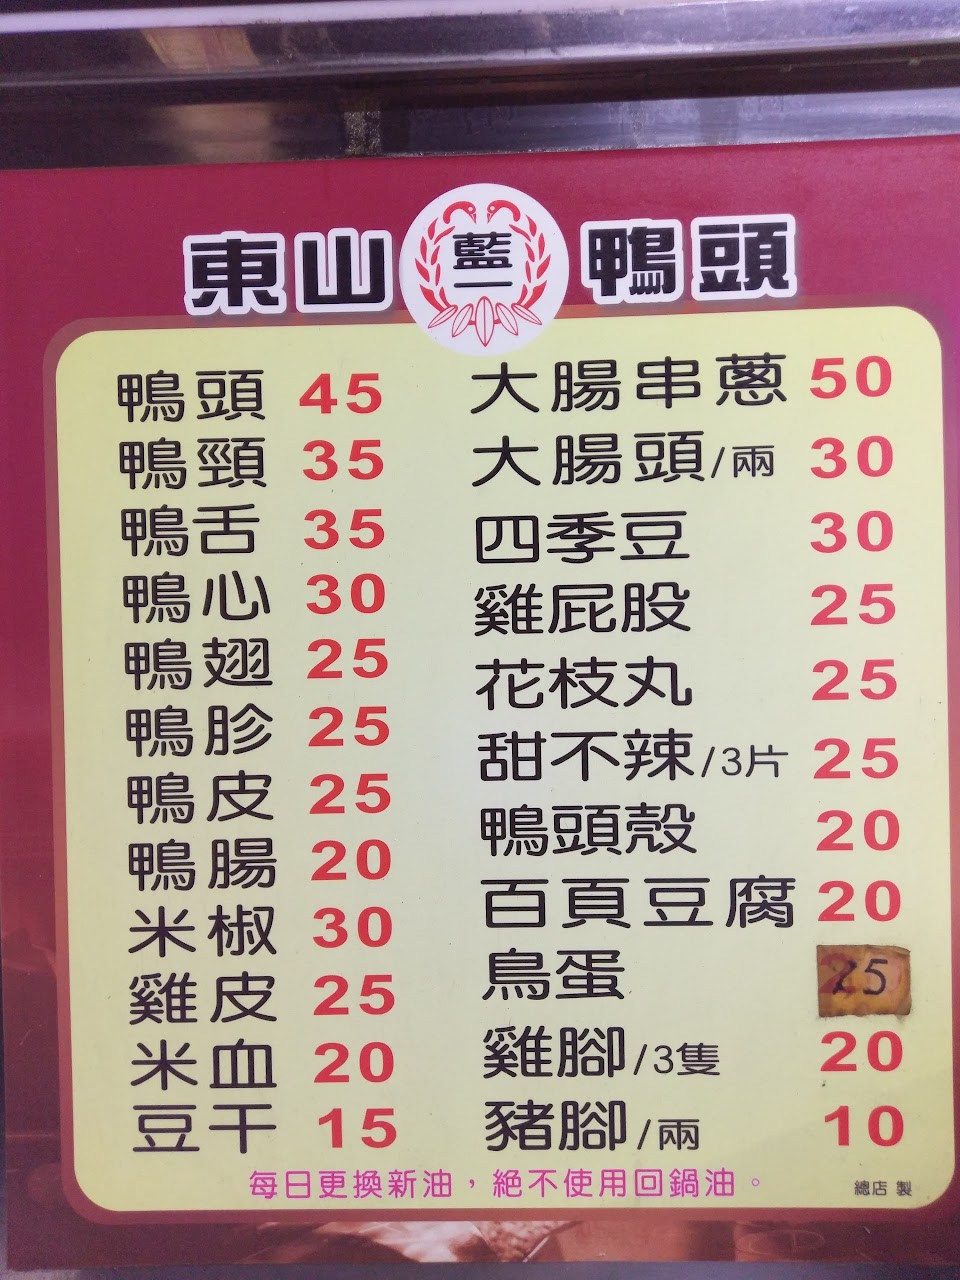 東山 藍一 鴨頭
鴨頭 45
鴨頸 35
鴨舌 35
鴨心 30
鴨翅 25
鴨胗 25
鴨皮 25
鴨腸 20
米椒 30
雞皮 25
米血 20
豆干 15
大腸串蔥 50
大腸頭/兩 30
四季豆 30
雞屁股 25
花枝丸 25
甜不辣/3片 25
鴨頭殼 20
百頁豆腐 20
鳥蛋 25
雞腳/3隻 20
豬腳/兩 10
每日更換新油，絕不使用回鍋油。
總店 製